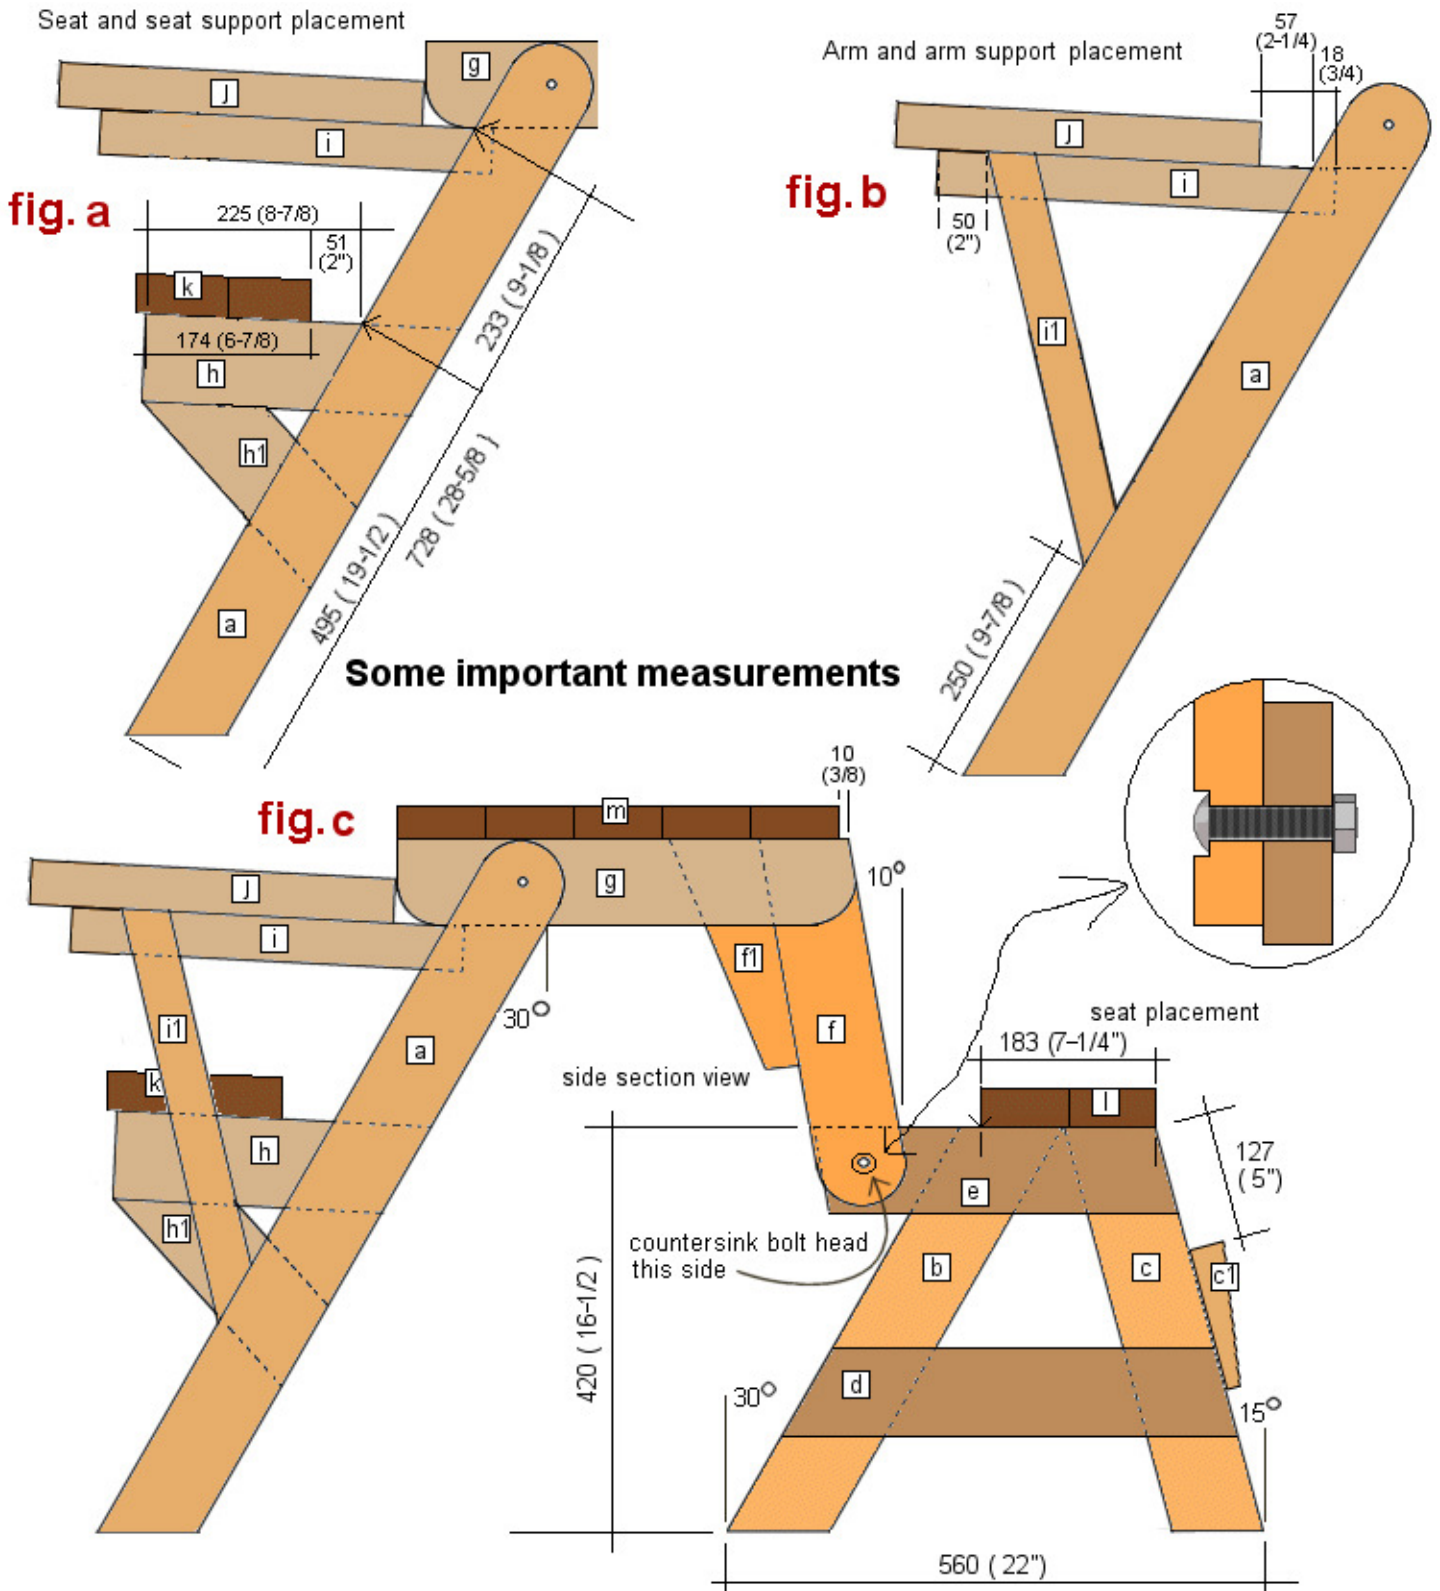 Seat and seat support placement
g
J
i
fig. a
225 (8-7/8)
51
(2")
k
174 (6-7/8)
h
h1
a
233 ( 9-1/8)
495 ( 19-1/2 )
728 ( 28-5/8 )
Arm and arm support placement
57
(2-1/4)
18
(3/4)
J
i
fig. b
50
(2")
i1
a
250 ( 9-7/8 )
Some important measurements
fig. c
10
(3/8)
m
J
g
10o
i
f1
30o
i1
a
f
seat placement
183 (7-1/4")
side section view
k
l
h
127
( 5")
e
h1
countersink bolt head
this side
b
c
c1
420 ( 16-1/2 )
d
30o
15o
560 ( 22")